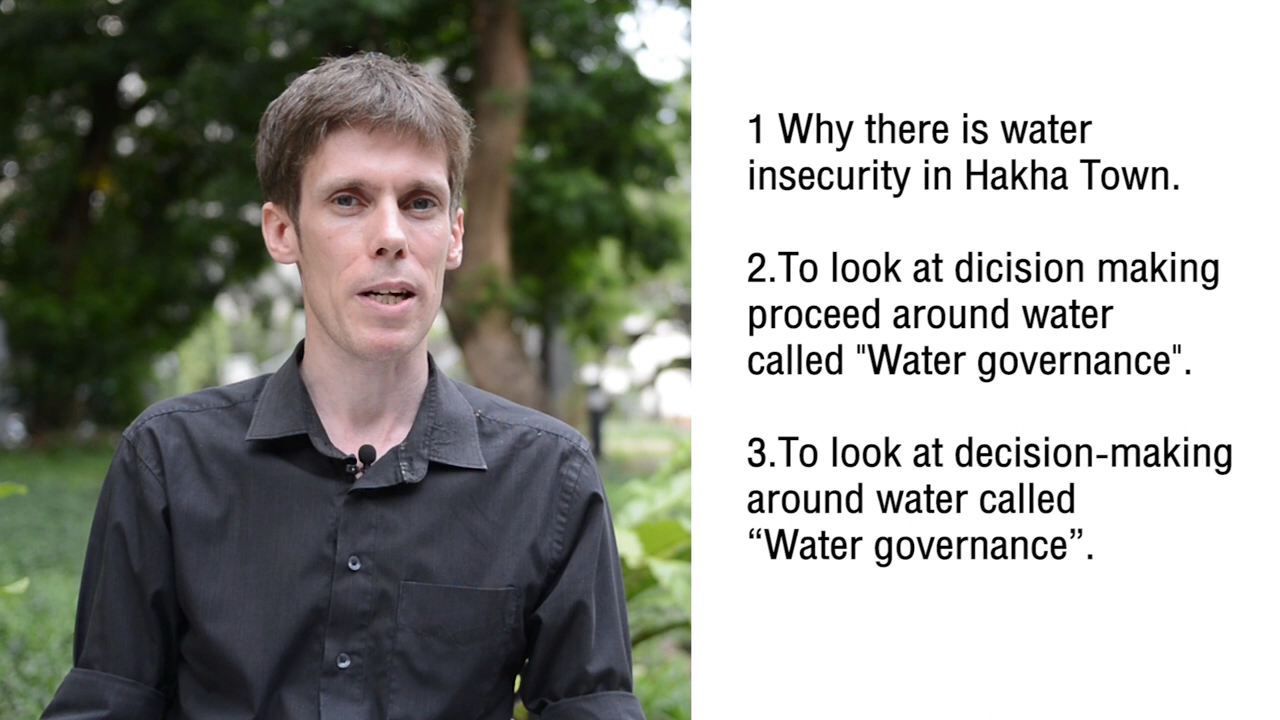 1 Why there is water
insecurity in Hakha Town.
2.To look at dicision making
proceed around water
called "Water governance".
3.To look at decision-making
around water called
“Water governance”.